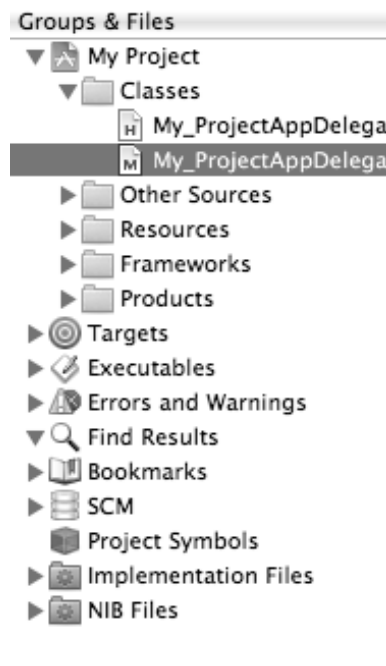 Groups & Files
My Project
Classes
H My_ProjectAppDelega
M My_ProjectAppDelega
Other Sources
Resources
Frameworks
Products
Targets
Executables
Errors and Warnings
Find Results
Bookmarks
SCM
Project Symbols
Implementation Files
NIB Files